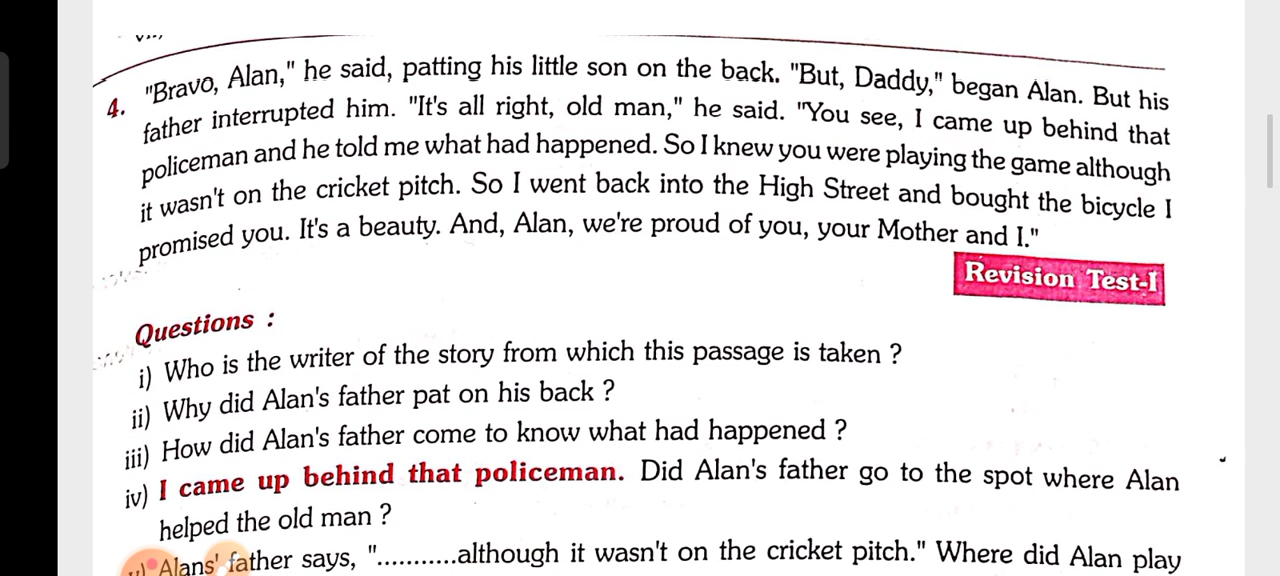 4. "Bravo, Alan," he said, patting his little son on the back. "But, Daddy," began Alan. But his
father interrupted him. "It's all right, old man," he said. "You see, I came up behind that
policeman and he told me what had happened. So I knew you were playing the game although
it wasn't on the cricket pitch. So I went back into the High Street and bought the bicycle I
promised you. It's a beauty. And, Alan, we're proud of you, your Mother and I."
Revision Test-I
Questions :
i) Who is the writer of the story from which this passage is taken ?
ii) Why did Alan's father pat on his back ?
iii) How did Alan's father come to know what had happened ?
iv) I came up behind that policeman. Did Alan's father go to the spot where Alan
helped the old man ?
Alans' father says, "...........although it wasn't on the cricket pitch." Where did Alan play